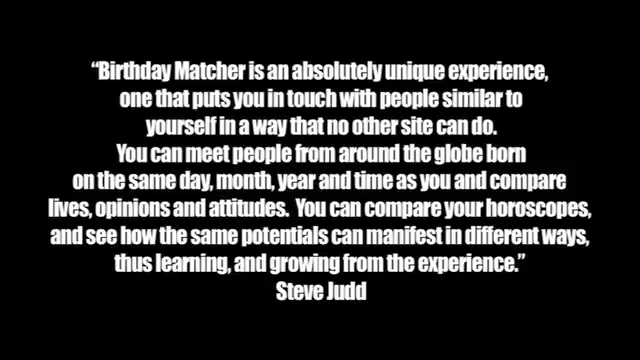 “Birthday Matcher is an absolutely unique experience,
one that puts you in touch with people similar to
yourself in a way that no other site can do.
You can meet people from around the globe born
on the same day, month, year and time as you and compare
lives, opinions and attitudes.  You can compare your horoscopes,
and see how the same potentials can manifest in different ways,
thus learning, and growing from the experience.”
Steve Judd